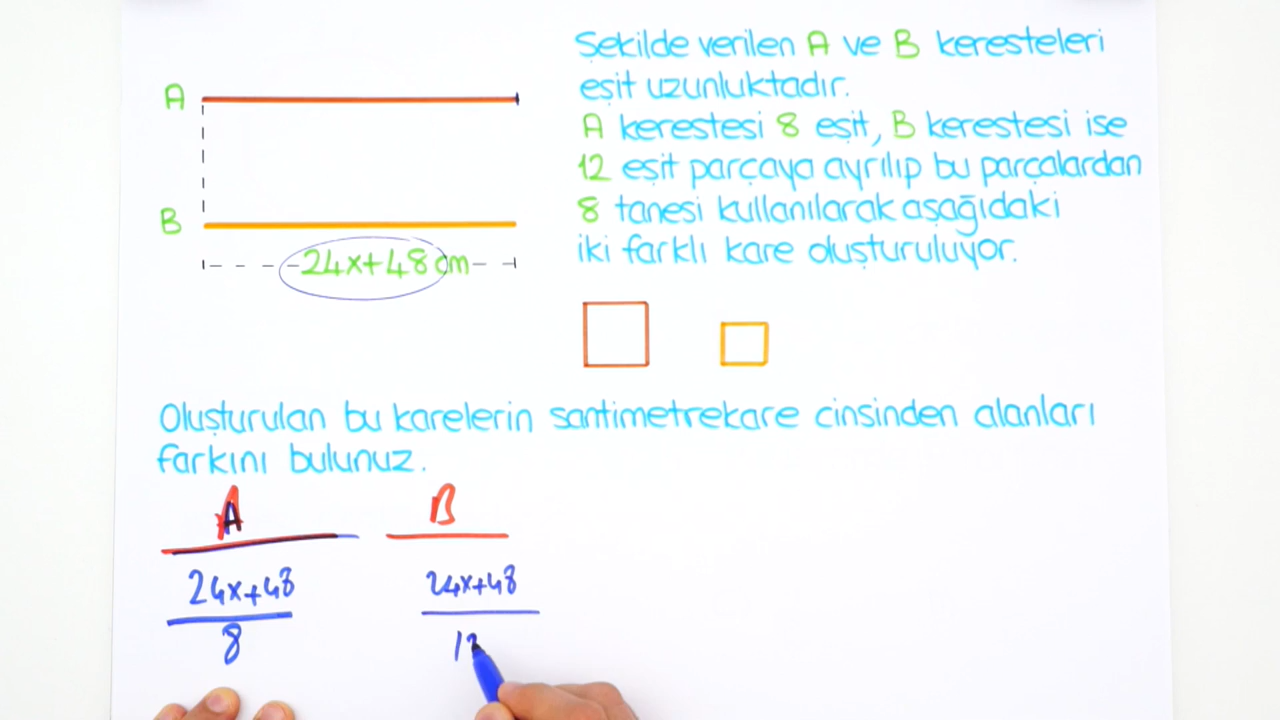 Şekilde verilen A ve B keresteleri
eşit uzunluktadır.
A kerestesi 8 eşit, B kerestesi ise
12 eşit parçaya ayrılıp bu parçalardan
8 tanesi kullanılarak aşağıdaki
iki farklı kare oluşturuluyor.
A
B
24x+48cm
Oluşturulan bu karelerin santimetrekare cinsinden alanları
farkını bulunuz.
A B
24x+48 24x+48
8 12